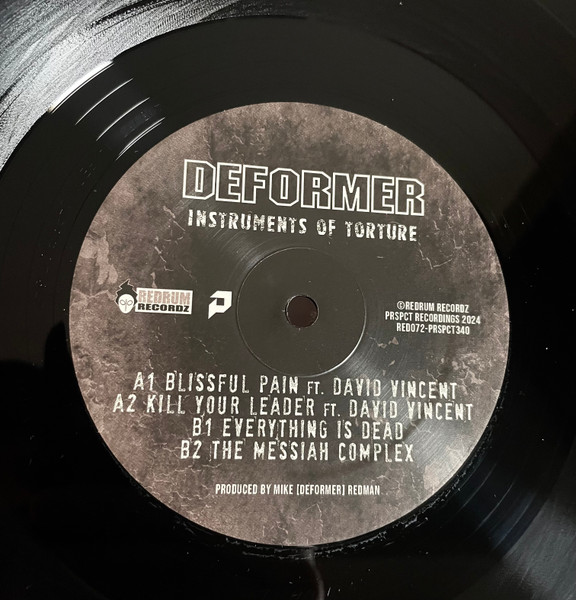 DEFORMER
INSTRUMENTS OF TORTURE
REDRUM
RECORDZ
©REDRUM RECORDZ
PRSPCT RECORDINGS 2024
RED072-PRSPCT340
A1 BLISSFUL PAIN FT. DAVID VINCENT
A2 KILL YOUR LEADER FT. DAVID VINCENT
B1 EVERYTHING IS DEAD
B2 THE MESSIAH COMPLEX
PRODUCED BY MIKE [DEFORMER] REDMAN